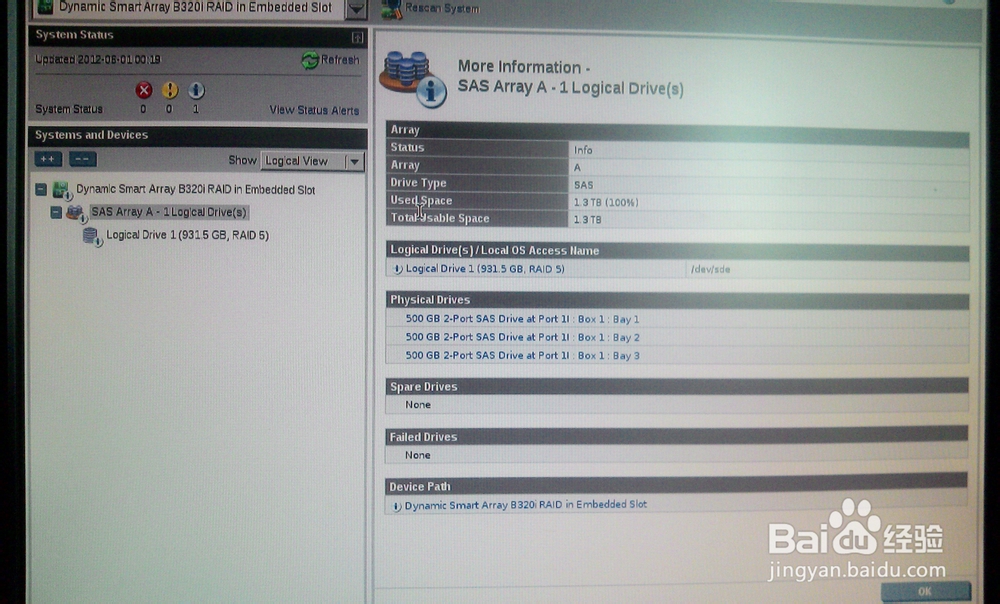 Dynamic Smart Array B320i RAID in Embedded Slot
Rescan System
System Status
Updated 2012-08-01 00:19
Refresh
System Status 0 0 1
View Status Alerts
Systems and Devices
Show Logical View
Dynamic Smart Array B320i RAID in Embedded Slot
SAS Array A - 1 Logical Drive(s)
Logical Drive 1 (931.5 GB, RAID 5)
More Information -
SAS Array A - 1 Logical Drive(s)
Array
Status Info
Array A
Drive Type SAS
Used Space 1.3 TB (100%)
Total Usable Space 1.3 TB
Logical Drive(s) / Local OS Access Name
Logical Drive 1 (931.5 GB, RAID 5) /dev/sde
Physical Drives
500 GB 2-Port SAS Drive at Port 1I : Box 1 : Bay 1
500 GB 2-Port SAS Drive at Port 1I : Box 1 : Bay 2
500 GB 2-Port SAS Drive at Port 1I : Box 1 : Bay 3
Spare Drives
None
Failed Drives
None
Device Path
Dynamic Smart Array B320i RAID in Embedded Slot
OK
Baidu经验
jingyan.baidu.com